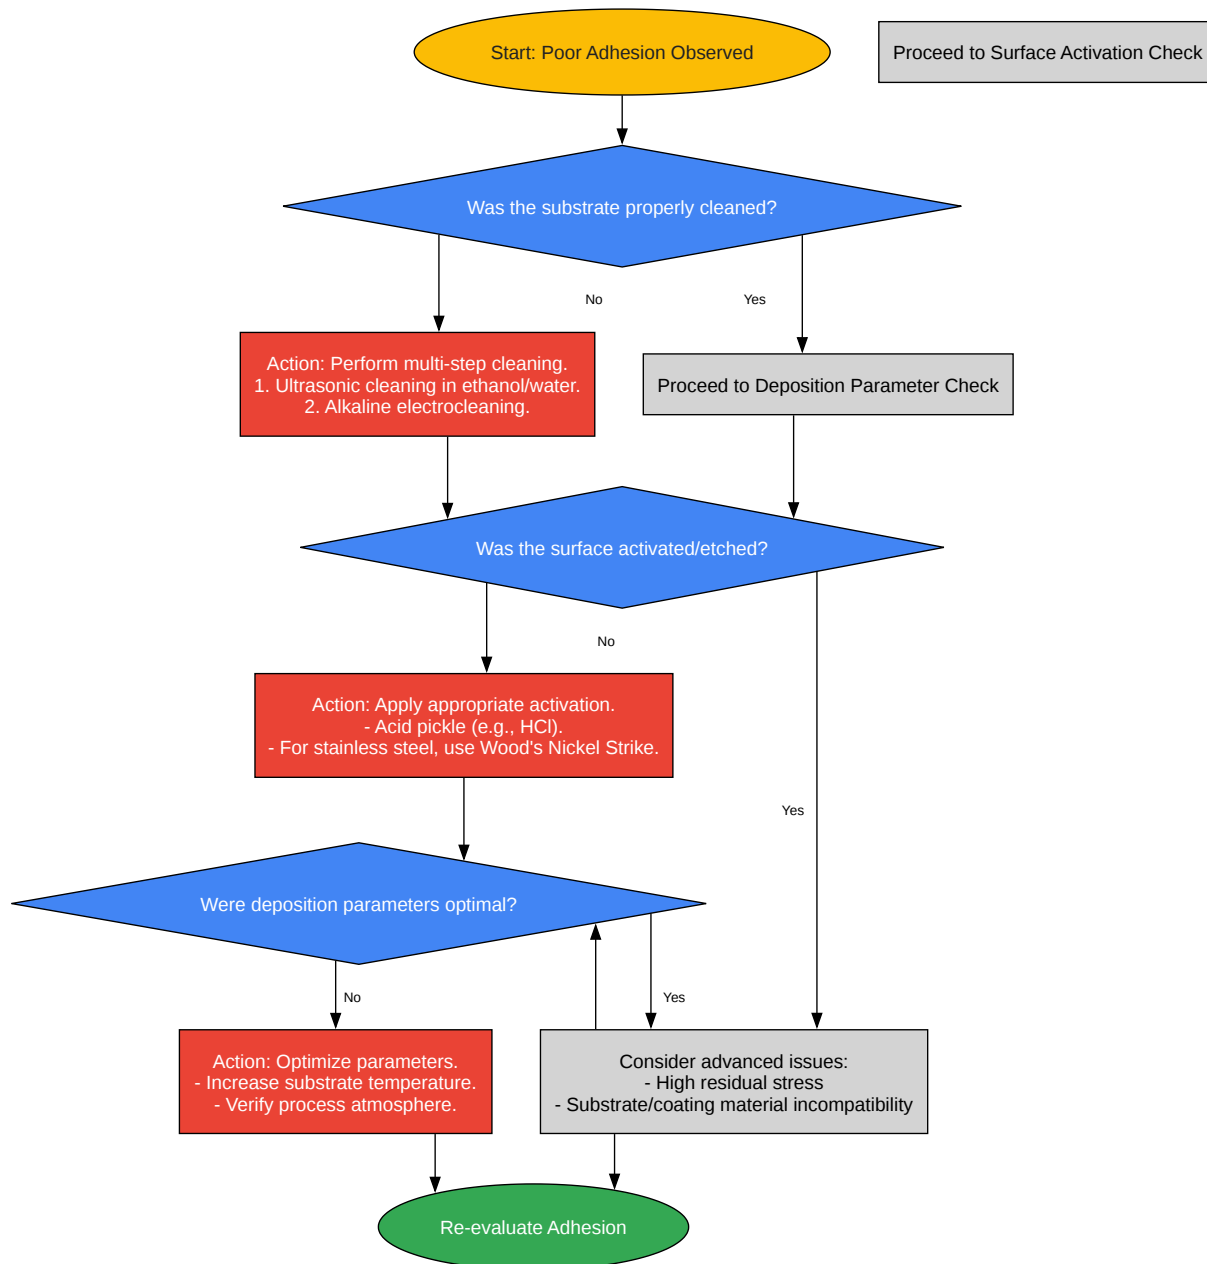 Start: Poor Adhesion Observed
Proceed to Surface Activation Check
Was the substrate properly cleaned?
No
Yes
Action: Perform multi-step cleaning.
1. Ultrasonic cleaning in ethanol/water.
2. Alkaline electrocleaning.
Proceed to Deposition Parameter Check
Was the surface activated/etched?
No
Action: Apply appropriate activation.
- Acid pickle (e.g., HCl).
- For stainless steel, use Wood's Nickel Strike.
Yes
Were deposition parameters optimal?
No
Yes
Action: Optimize parameters.
- Increase substrate temperature.
- Verify process atmosphere.
Consider advanced issues:
- High residual stress
- Substrate/coating material incompatibility
Re-evaluate Adhesion